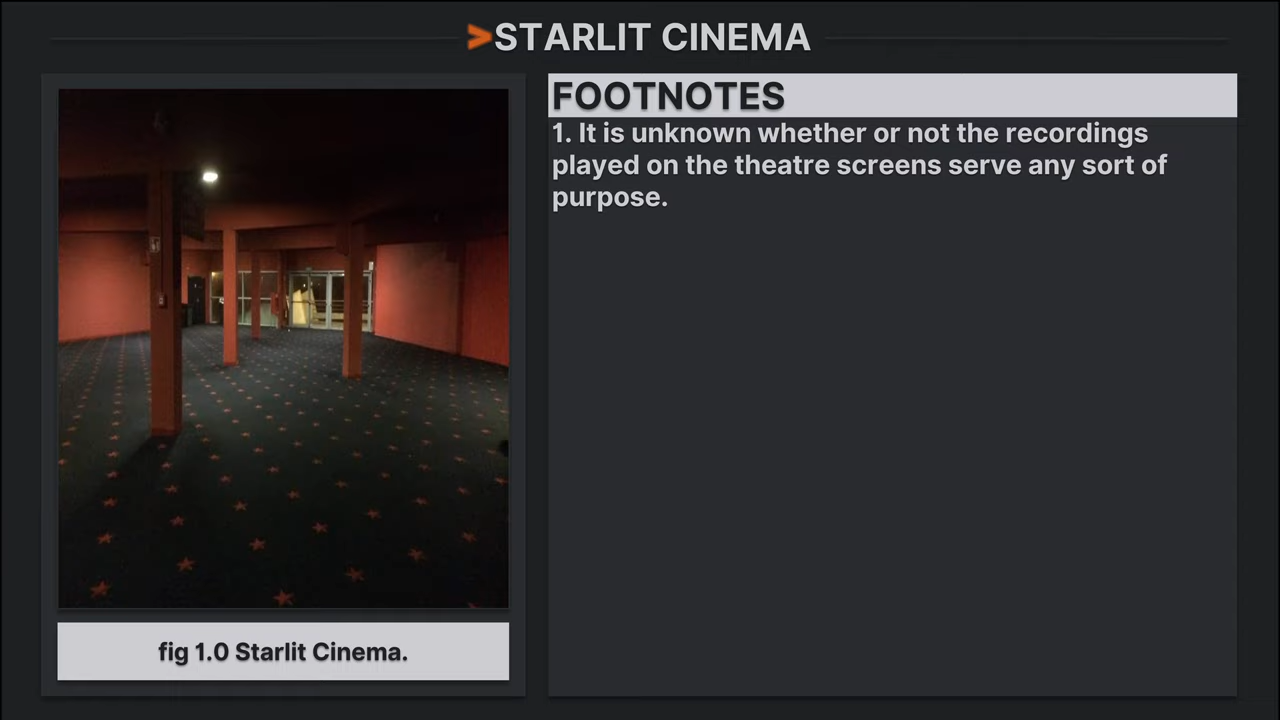 >STARLIT CINEMA
FOOTNOTES
1. It is unknown whether or not the recordings
played on the theatre screens serve any sort of
purpose.
fig 1.0 Starlit Cinema.